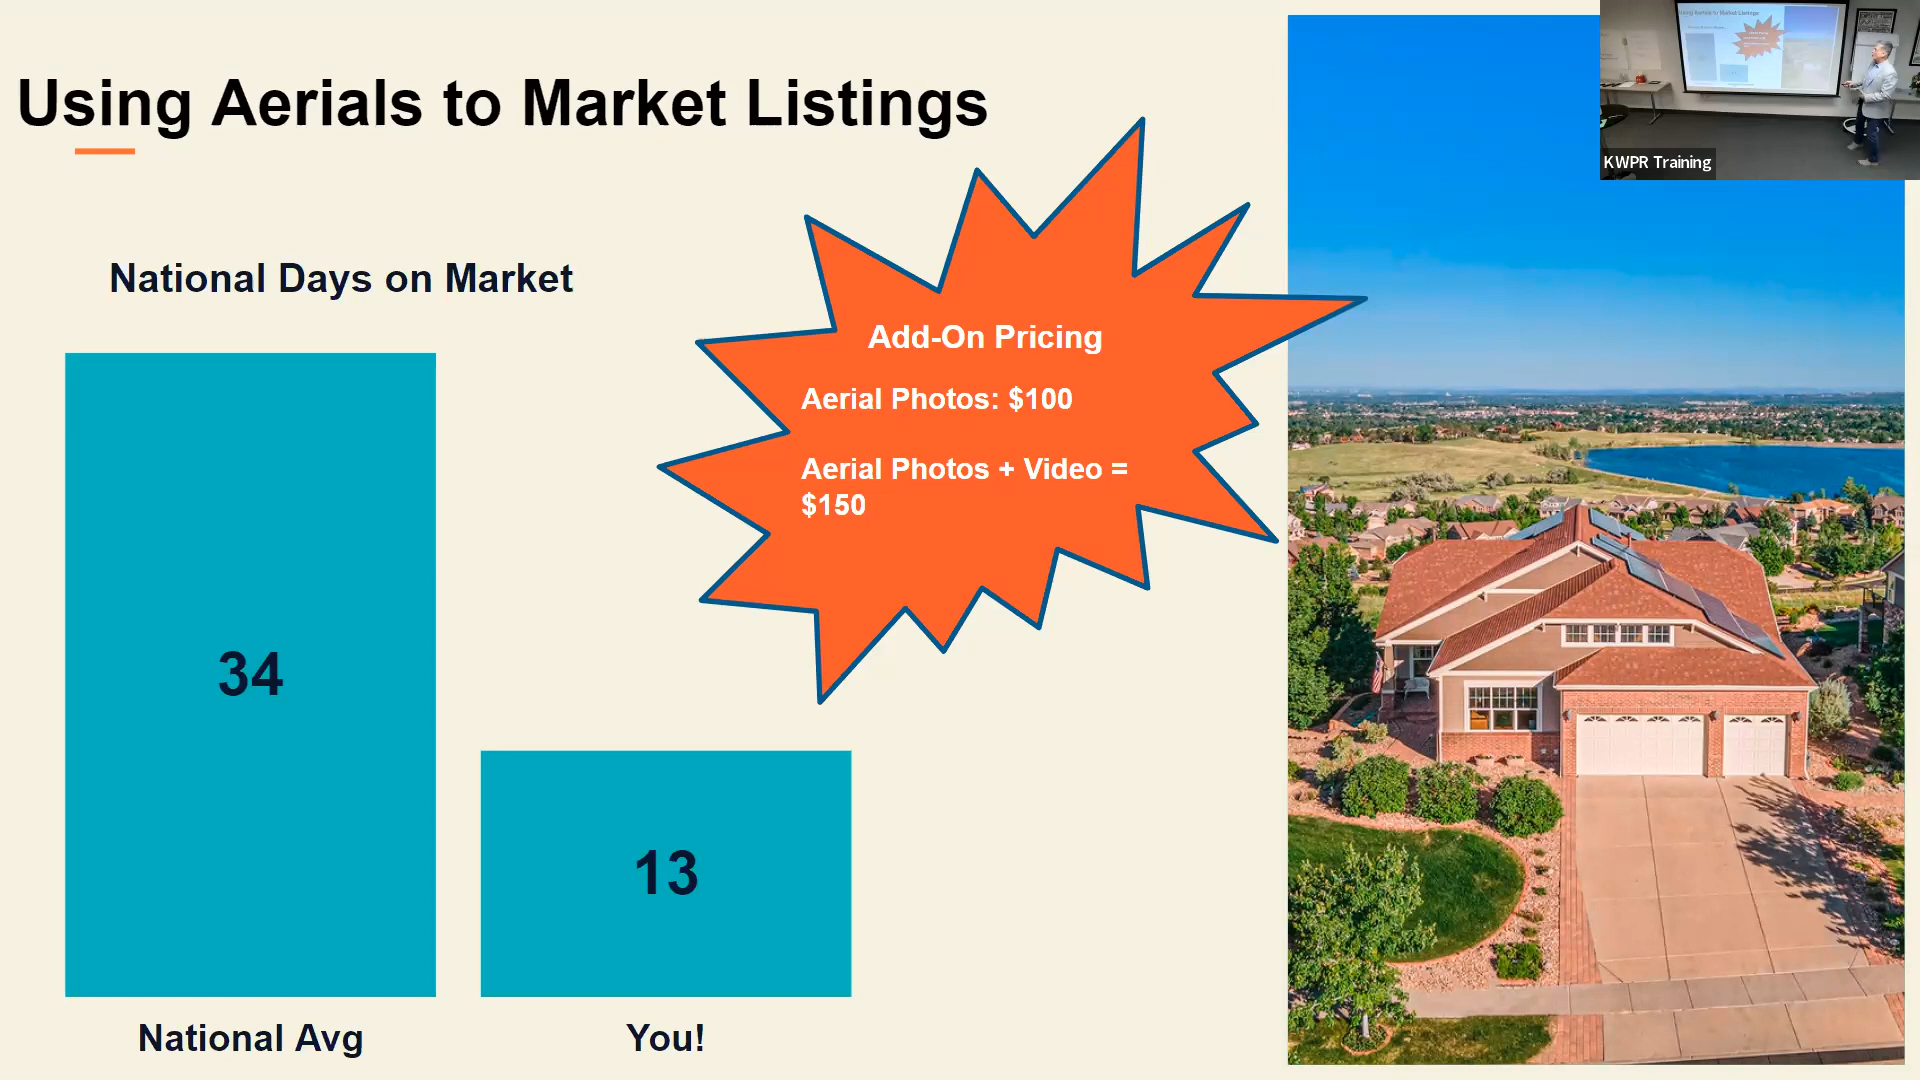 Using Aerials to Market Listings
National Days on Market
Add-On Pricing
Aerial Photos: $100
Aerial Photos + Video =
$150
34
13
National Avg
You!
KWPR Training